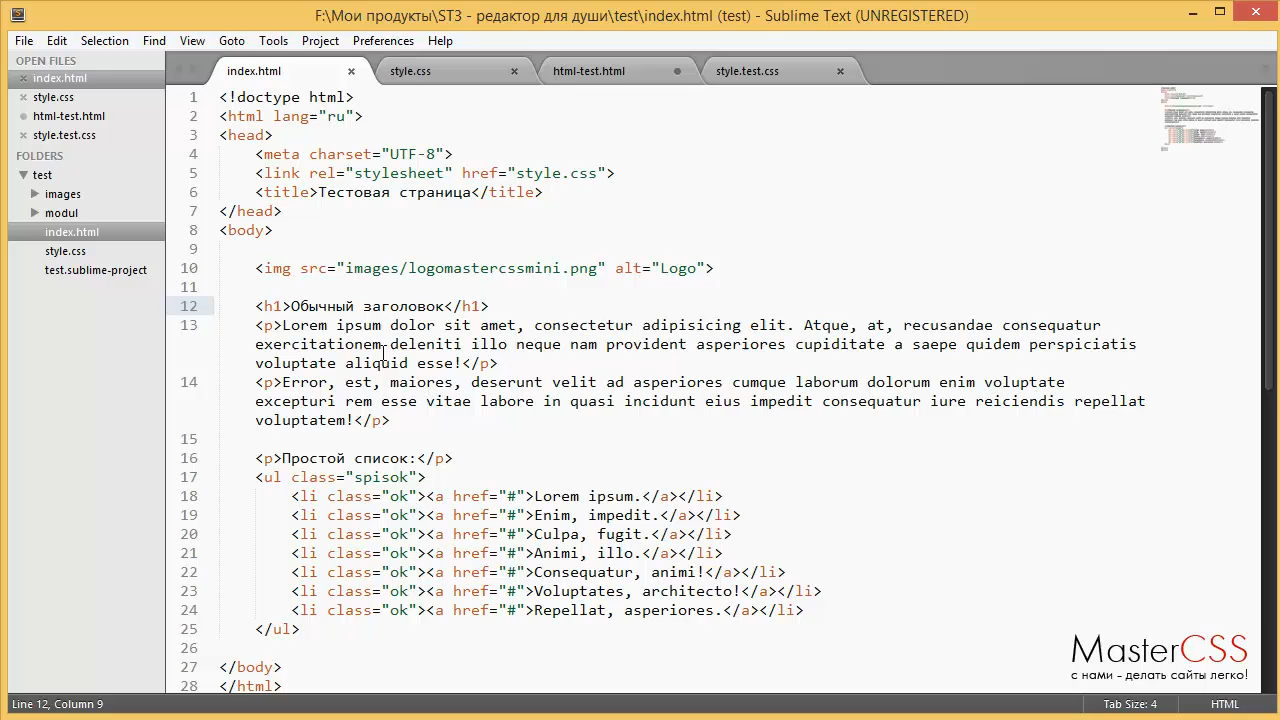 F:\Мои продукты\ST3 - редактор для души\test\index.html (test) - Sublime Text (UNREGISTERED)
File Edit Selection Find View Goto Tools Project Preferences Help
OPEN FILES
index.html
style.css
html-test.html
style.test.css
FOLDERS
test
images
modul
index.html
style.css
test.sublime-project
index.html style.css html-test.html style.test.css
1 <!doctype html>
2 <html lang="ru">
3 <head>
4 <meta charset="UTF-8">
5 <link rel="stylesheet" href="style.css">
6 <title>Тестовая страница</title>
7 </head>
8 <body>
9
10 <img src="images/logomastercssmini.png" alt="Logo">
11
12 <h1>Обычный заголовок</h1>
13 <p>Lorem ipsum dolor sit amet, consectetur adipisicing elit. Atque, at, recusandae consequatur
exercitationem deleniti illo neque nam provident asperiores cupiditate a saepe quidem perspiciatis
voluptate aliquid esse!</p>
14 <p>Error, est, maiores, deserunt velit ad asperiores cumque laborum dolorum enim voluptate
excepturi rem esse vitae labore in quasi incidunt eius impedit consequatur iure reiciendis repellat
voluptatem!</p>
15
16 <p>Простой список:</p>
17 <ul class="spisok">
18 <li class="ok"><a href="#">Lorem ipsum.</a></li>
19 <li class="ok"><a href="#">Enim, impedit.</a></li>
20 <li class="ok"><a href="#">Culpa, fugit.</a></li>
21 <li class="ok"><a href="#">Animi, illo.</a></li>
22 <li class="ok"><a href="#">Consequatur, animi!</a></li>
23 <li class="ok"><a href="#">Voluptates, architecto!</a></li>
24 <li class="ok"><a href="#">Repellat, asperiores.</a></li>
25 </ul>
26
27 </body>
28 </html>
MasterCSS
с нами - делать сайты легко!
Line 12, Column 9 Tab Size: 4 HTML